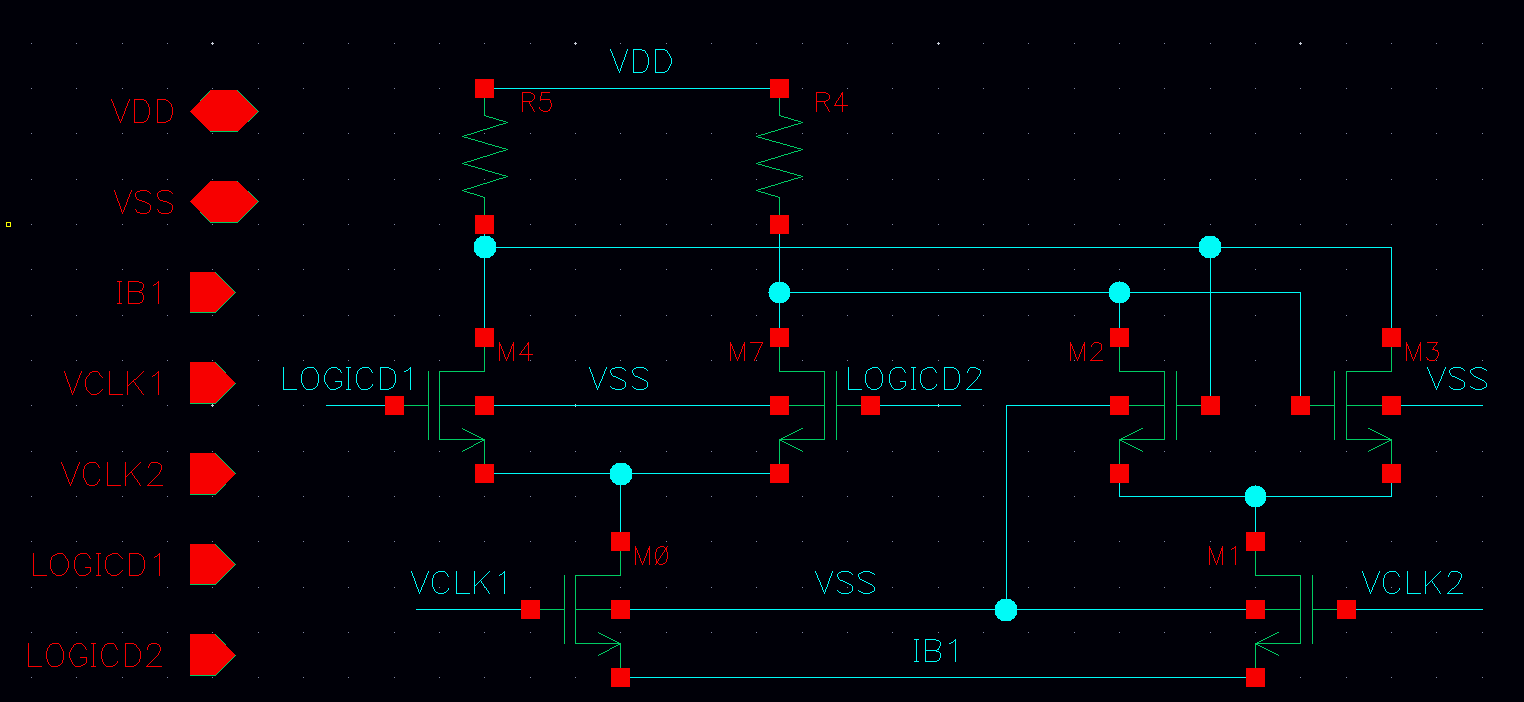 VDD
VDD
R5
R4
VSS
IB1
M4
M7
M2
M3
VCLK1
LOGICD1
VSS
LOGICD2
VSS
VCLK2
M0
M1
LOGICD1
VCLK1
VSS
VCLK2
LOGICD2
IB1